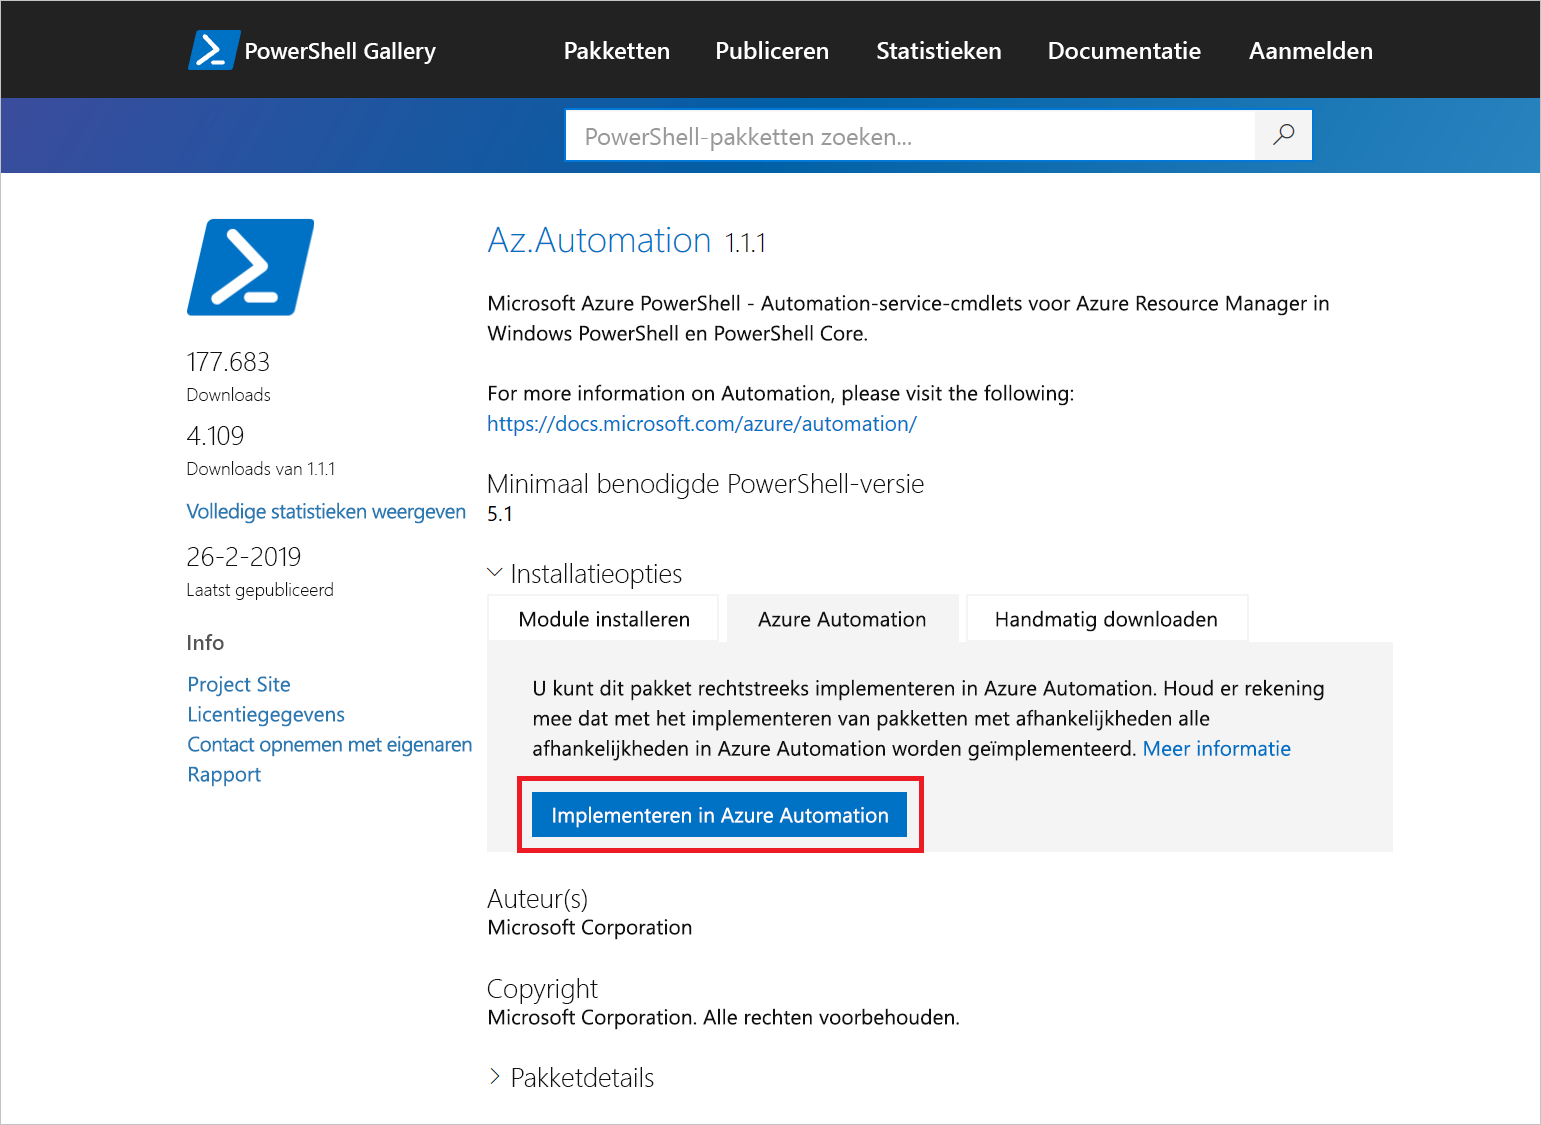 PowerShell Gallery
Pakketten
Publiceren
Statistieken
Documentatie
Aanmelden
PowerShell-pakketten zoeken...
177.683
Downloads
4.109
Downloads van 1.1.1
Volledige statistieken weergeven
26-2-2019
Laatst gepubliceerd
Info
Project Site
Licentiegegevens
Contact opnemen met eigenaren
Rapport
Az.Automation 1.1.1
Microsoft Azure PowerShell - Automation-service-cmdlets voor Azure Resource Manager in
Windows PowerShell en PowerShell Core.
For more information on Automation, please visit the following:
https://docs.microsoft.com/azure/automation/
Minimaal benodigde PowerShell-versie
5.1
Installatieopties
Module installeren
Azure Automation
Handmatig downloaden
U kunt dit pakket rechtstreeks implementeren in Azure Automation. Houd er rekening
mee dat met het implementeren van pakketten met afhankelijkheden alle
afhankelijkheden in Azure Automation worden geïmplementeerd. Meer informatie
Implementeren in Azure Automation
Auteur(s)
Microsoft Corporation
Copyright
Microsoft Corporation. Alle rechten voorbehouden.
Pakketdetails